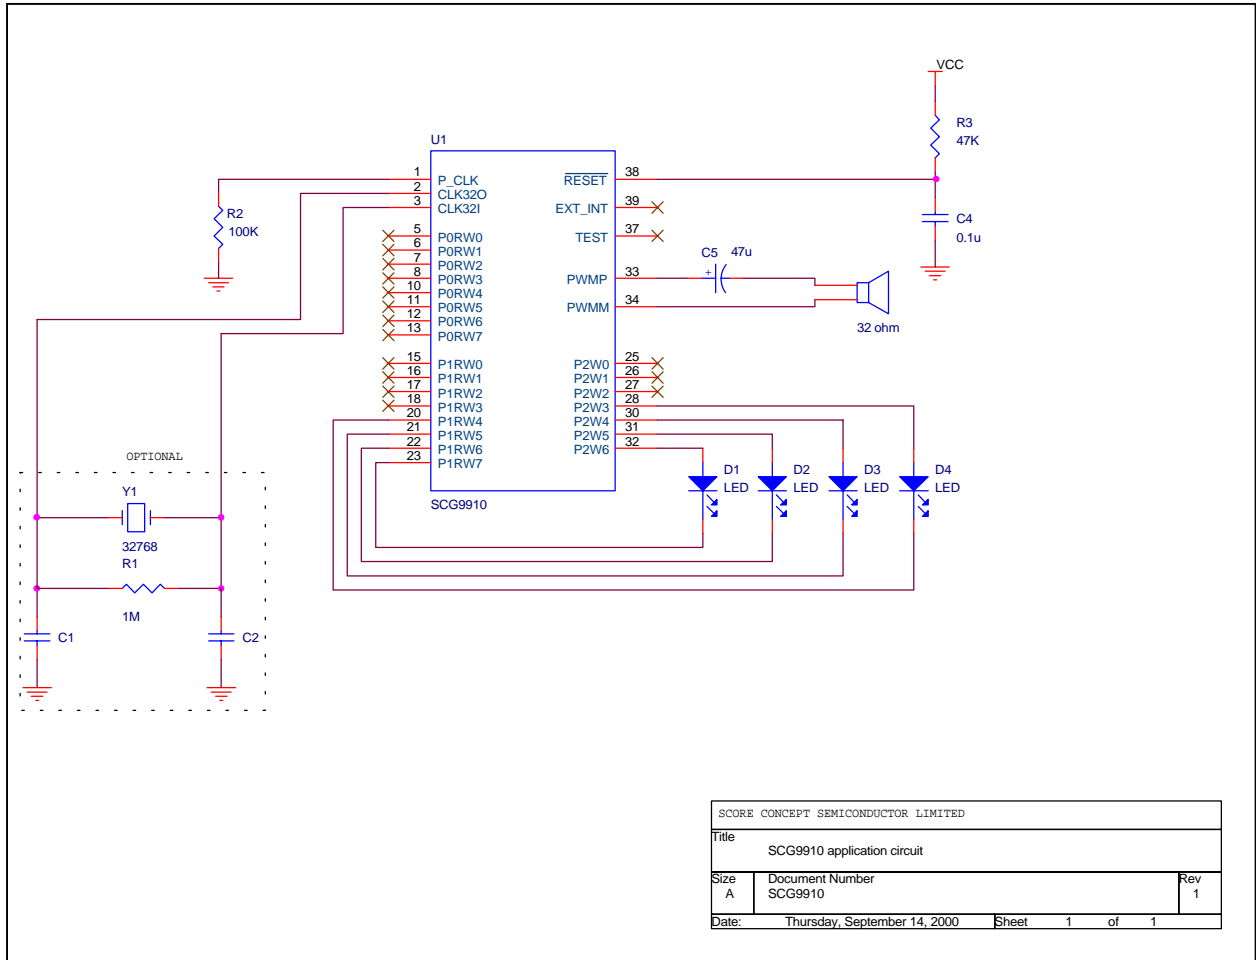 VCC
R3
47K
U1
1 P_CLK
2 CLK32O
3 CLK32I
5 P0RW0
6 P0RW1
7 P0RW2
8 P0RW3
10 P0RW4
11 P0RW5
12 P0RW6
13 P0RW7
15 P1RW0
16 P1RW1
17 P1RW2
18 P1RW3
20 P1RW4
21 P1RW5
22 P1RW6
23 P1RW7
RESET 38
EXT_INT 39
TEST 37
PWMP 33
PWMM 34
P2W0 25
P2W1 26
P2W2 27
P2W3 28
P2W4 30
P2W5 31
P2W6 32
SCG9910
R2
100K
C4
0.1u
C5 47u
+
32 ohm
D1
LED
D2
LED
D3
LED
D4
LED
OPTIONAL
Y1
32768
R1
1M
C1
C2
SCORE CONCEPT SEMICONDUCTOR LIMITED
Title
SCG9910 application circuit
Size
A
Document Number
SCG9910
Rev
1
Date: Thursday, September 14, 2000 Sheet 1 of 1